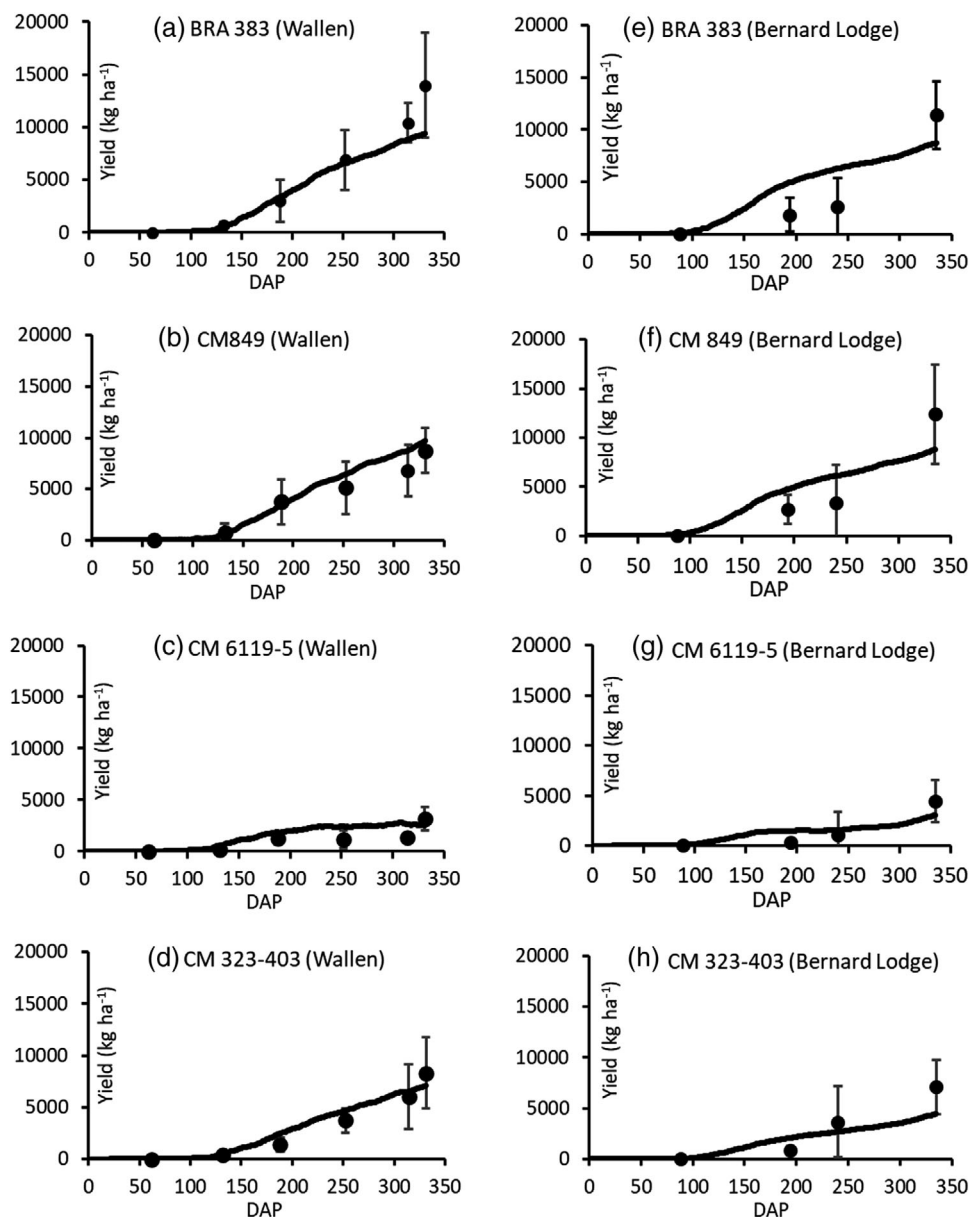 (a) BRA 383 (Wallen)
Yield (kg ha⁻¹)
20000
15000
10000
5000
0
0 50 100 150 200 250 300 350
DAP
(e) BRA 383 (Bernard Lodge)
Yield (kg ha⁻¹)
20000
15000
10000
5000
0
0 50 100 150 200 250 300 350
DAP
(b) CM849 (Wallen)
Yield (kg ha⁻¹)
20000
15000
10000
5000
0
0 50 100 150 200 250 300 350
DAP
(f) CM 849 (Bernard Lodge)
Yield (kg ha⁻¹)
20000
15000
10000
5000
0
0 50 100 150 200 250 300 350
DAP
(c) CM 6119-5 (Wallen)
Yield (kg ha⁻¹)
20000
15000
10000
5000
0
0 50 100 150 200 250 300 350
DAP
(g) CM 6119-5 (Bernard Lodge)
Yield (kg ha⁻¹)
20000
15000
10000
5000
0
0 50 100 150 200 250 300 350
DAP
(d) CM 323-403 (Wallen)
Yield (kg ha⁻¹)
20000
15000
10000
5000
0
0 50 100 150 200 250 300 350
DAP
(h) CM 323-403 (Bernard Lodge)
Yield (kg ha⁻¹)
20000
15000
10000
5000
0
0 50 100 150 200 250 300 350
DAP